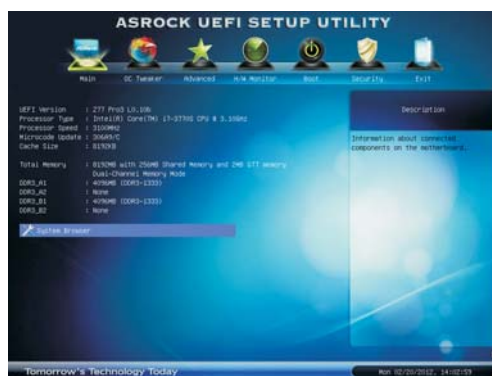 ASROCK UEFI SETUP UTILITY
Main OC Tweaker Advanced H/W Monitor Boot Security Exit
UEFI Version : Z77 Pro3 L0.10b
Processor Type : Intel(R) Core(TM) i7-3770S CPU @ 3.10GHz
Processor Speed : 3100MHz
Microcode Update : 306A9/C
Cache Size : 8192KB
Total Memory : 8192MB with 256MB Shared Memory and 2MB GTT memory
Dual-Channel Memory Mode
DDR3_A1 : 4096MB (DDR3-1333)
DDR3_A2 : None
DDR3_B1 : 4096MB (DDR3-1333)
DDR3_B2 : None
System Browser
Description
Information about connected
components on the motherboard.
Tomorrow's Technology Today
Mon 02/20/2012, 14:02:59